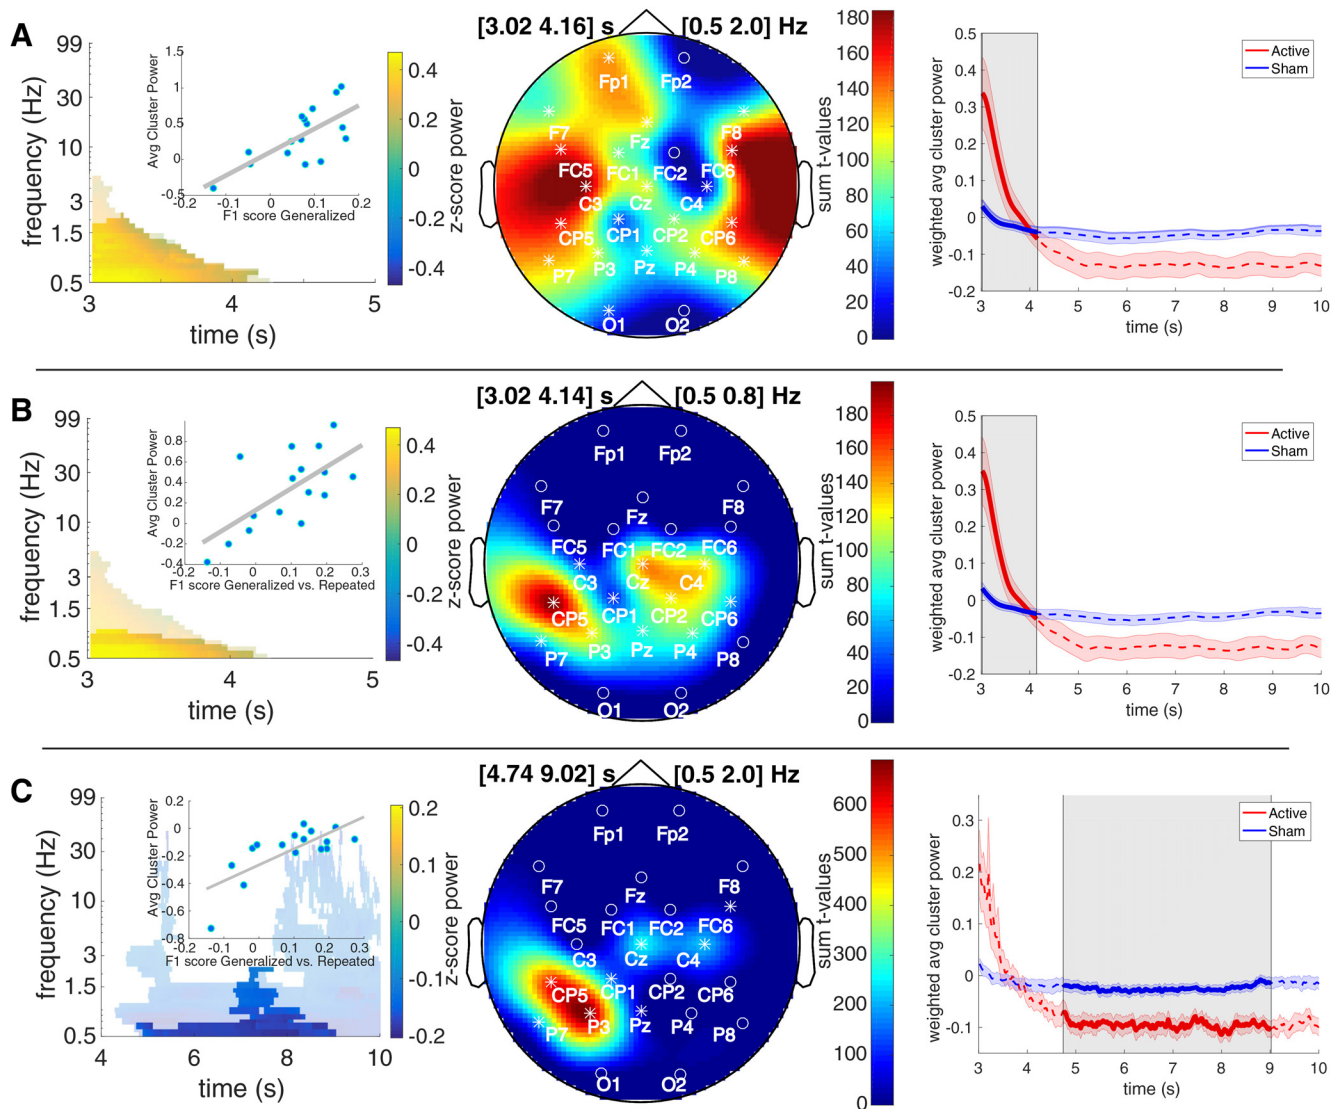 A
[3.02 4.16] s
[0.5 2.0] Hz
frequency (Hz)
99
30
10
3
1.5
0.5
3
4
5
time (s)
Avg Cluster Power
1.5
1
0.5
0
-0.5
-0.2
-0.1
0
0.1
0.2
F1 score Generalized
0.4
0.2
0
-0.2
-0.4
z-score power
Fp1 Fp2
F7 Fz F8
FC5 FC1 FC2 FC6
C3 Cz C4
CP5 CP1 CP2 CP6
P7 P3 Pz P4 P8
O1 O2
180
160
140
120
100
80
60
40
20
0
sum t-values
weighted avg cluster power
0.5
0.4
0.3
0.2
0.1
0
-0.1
-0.2
3 4 5 6 7 8 9 10
time (s)
Active
Sham
B
[3.02 4.14] s
[0.5 0.8] Hz
frequency (Hz)
99
30
10
3
1.5
0.5
3
4
5
time (s)
Avg Cluster Power
0.8
0.6
0.4
0.2
0
-0.2
-0.4
-0.2
-0.1
0
0.1
0.2
0.3
F1 score Generalized vs. Repeated
0.4
0.2
0
-0.2
-0.4
z-score power
Fp1 Fp2
F7 Fz F8
FC5 FC1 FC2 FC6
C3 Cz C4
CP5 CP1 CP2 CP6
P7 P3 Pz P4 P8
O1 O2
180
160
140
120
100
80
60
40
20
0
sum t-values
weighted avg cluster power
0.5
0.4
0.3
0.2
0.1
0
-0.1
-0.2
3 4 5 6 7 8 9 10
time (s)
Active
Sham
C
[4.74 9.02] s
[0.5 2.0] Hz
frequency (Hz)
99
30
10
3
1.5
0.5
4
6
8
10
time (s)
Avg Cluster Power
0.2
0
-0.2
-0.4
-0.6
-0.8
-0.2
-0.1
0
0.1
0.2
0.3
F1 score Generalized vs. Repeated
0.2
0.1
0
-0.1
-0.2
z-score power
Fp1 Fp2
F7 Fz F8
FC5 FC1 FC2 FC6
C3 Cz C4
CP5 CP1 CP2 CP6
P7 P3 Pz P4 P8
O1 O2
600
500
400
300
200
100
0
sum t-values
weighted avg cluster power
0.3
0.2
0.1
0
-0.1
3 4 5 6 7 8 9 10
time (s)
Active
Sham